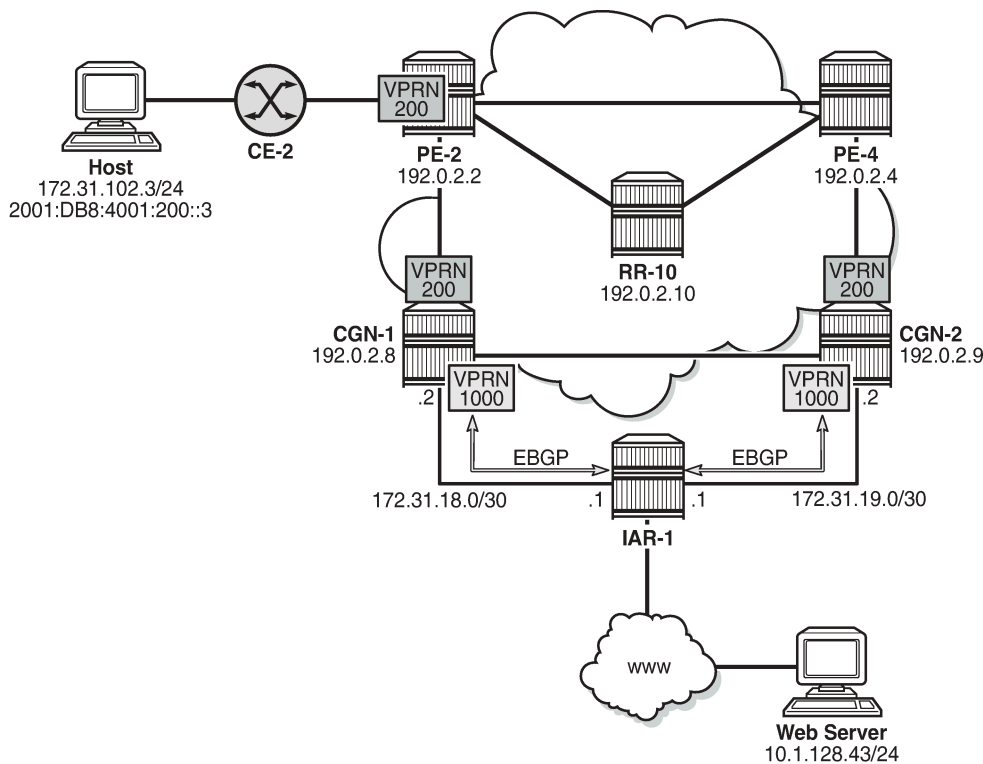 VPRN
200
Host
172.31.102.3/24
2001:DB8:4001:200::3
CE-2
PE-2
192.0.2.2
PE-4
192.0.2.4
RR-10
192.0.2.10
VPRN
200
VPRN
200
CGN-1
192.0.2.8
CGN-2
192.0.2.9
VPRN
1000
.2
VPRN
1000
.2
EBGP
EBGP
172.31.18.0/30
.1
.1
172.31.19.0/30
IAR-1
www
Web Server
10.1.128.43/24